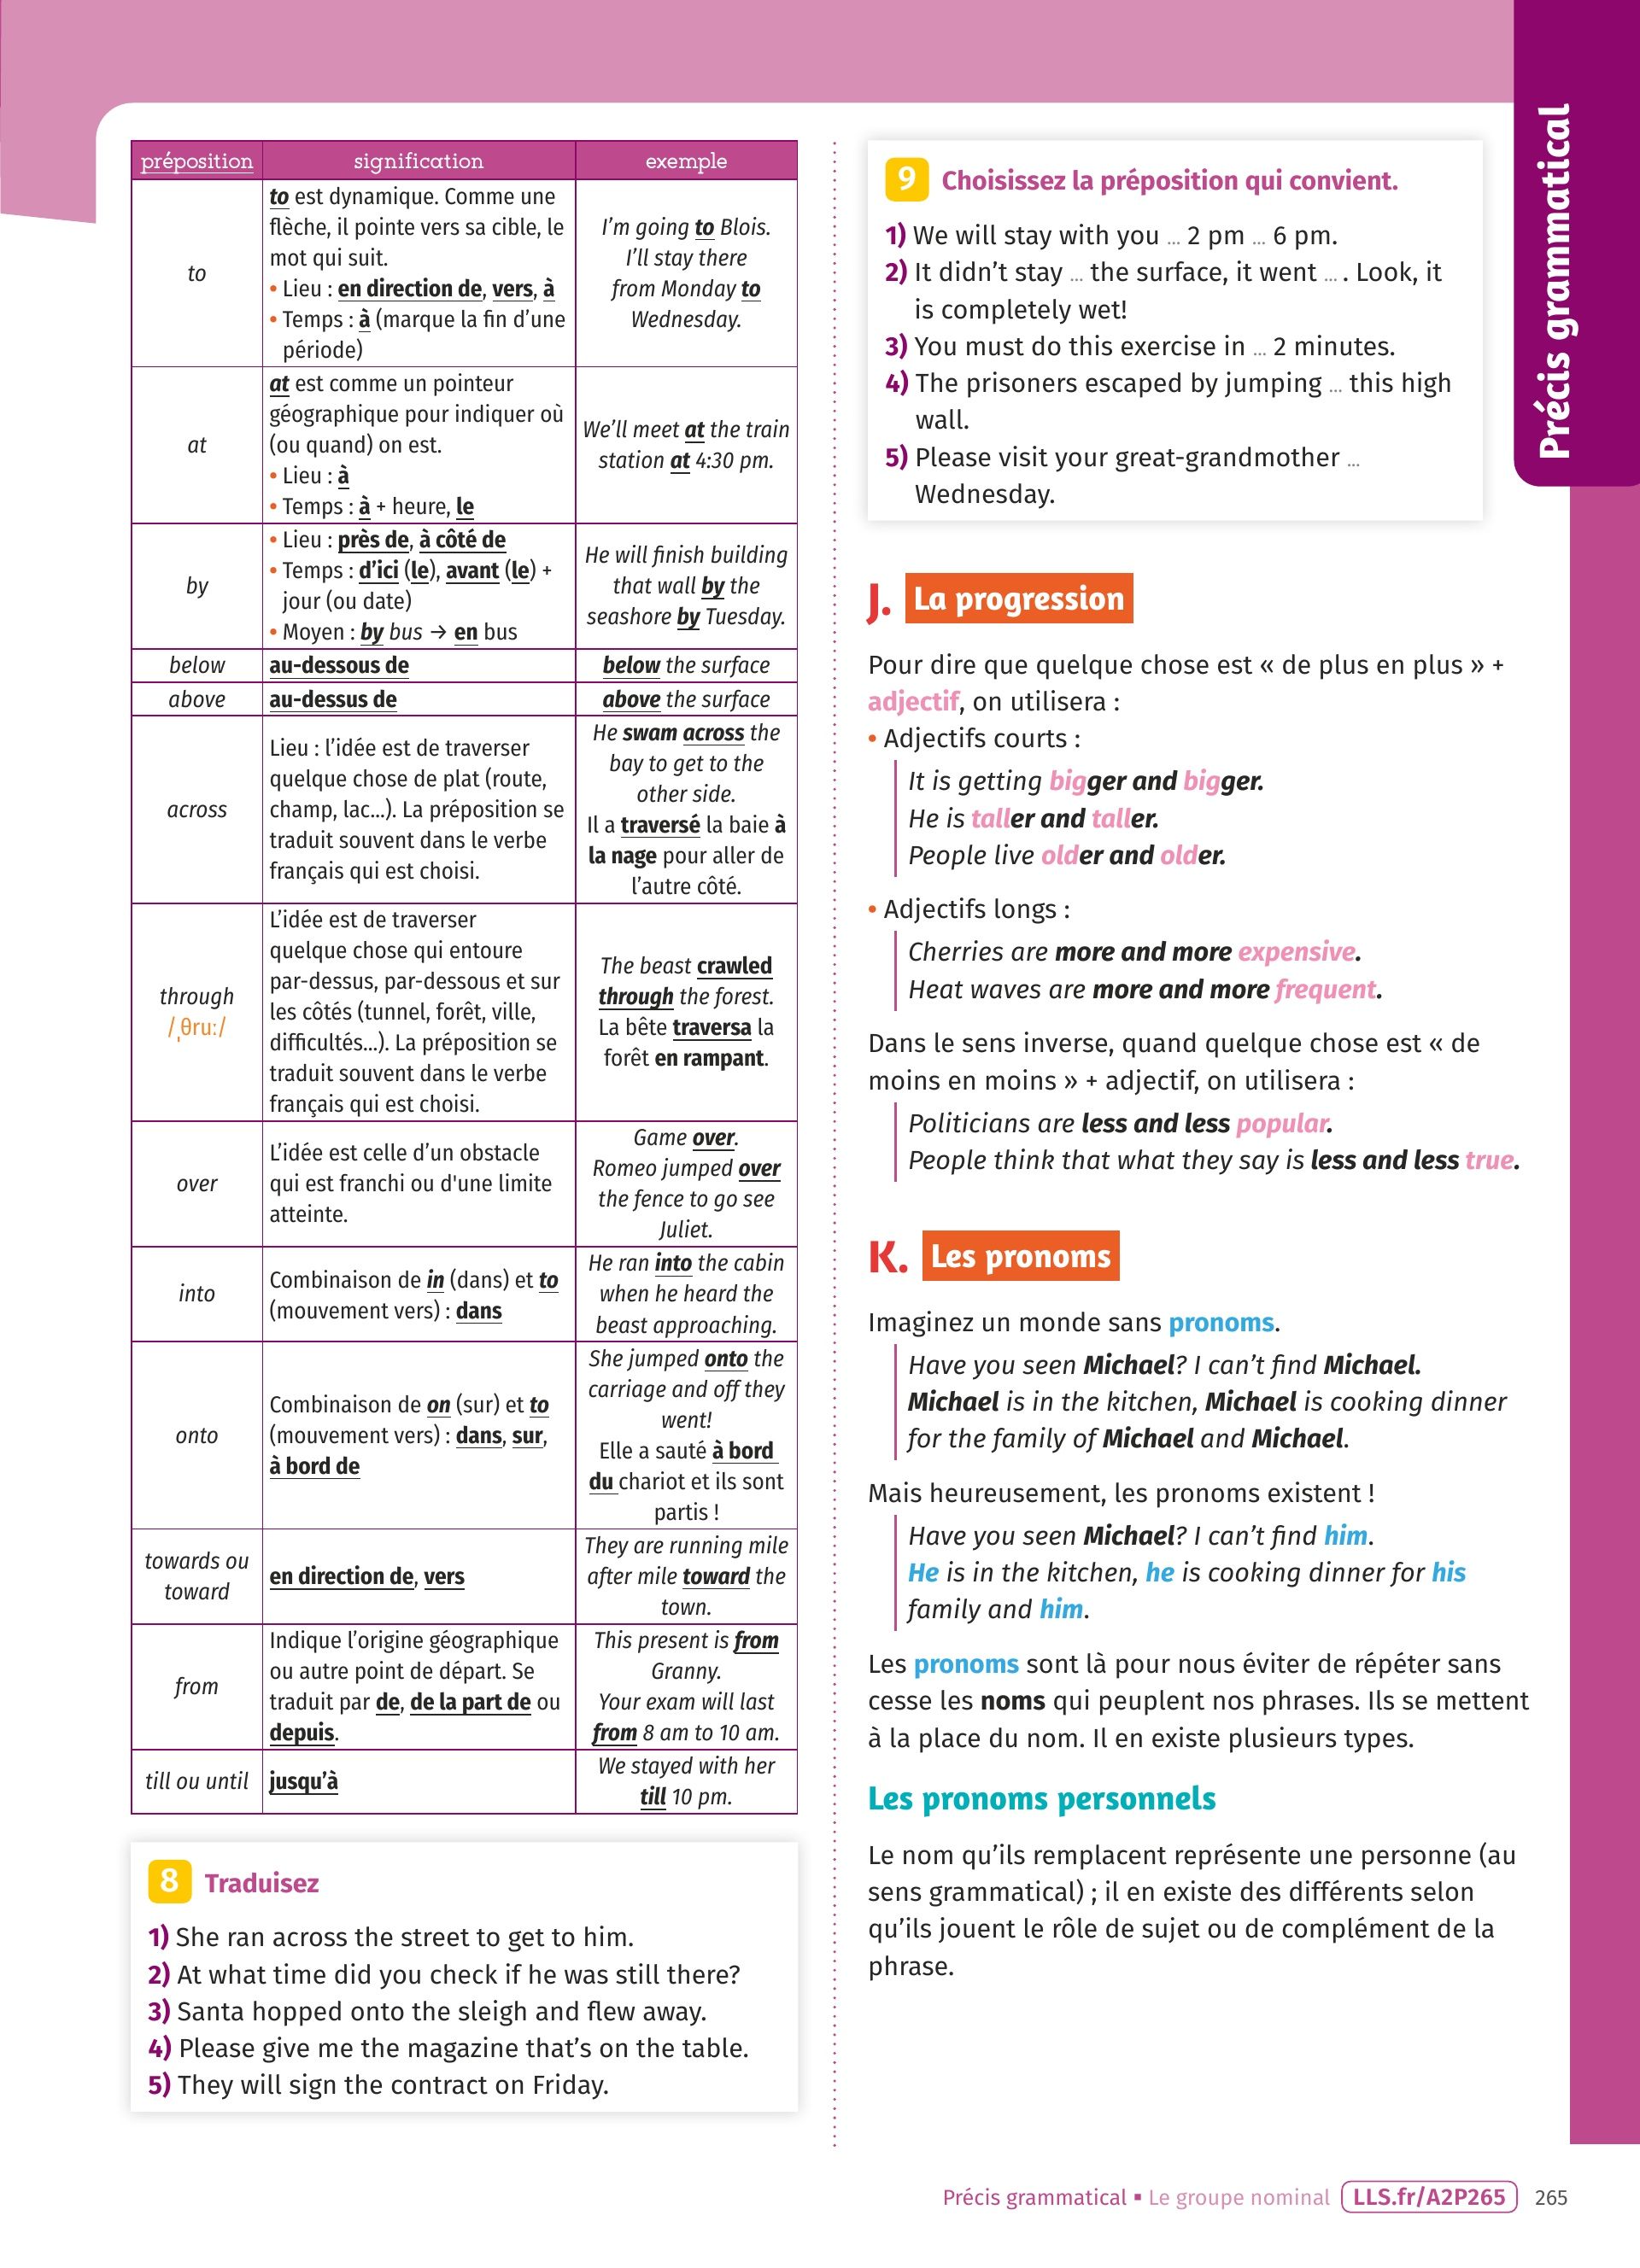 Précis grammatical
préposition signification exemple
to
to est dynamique. Comme une
flèche, il pointe vers sa cible, le
mot qui suit.
• Lieu : en direction de, vers, à
• Temps : à (marque la fin d’une
période)
I’m going to Blois.
I’ll stay there
from Monday to
Wednesday.
at
at est comme un pointeur
géographique pour indiquer où
(ou quand) on est.
• Lieu : à
• Temps : à + heure, le
We’ll meet at the train
station at 4:30 pm.
by
• Lieu : près de, à côté de
• Temps : d’ici (le), avant (le) +
jour (ou date)
• Moyen : by bus → en bus
He will finish building
that wall by the
seashore by Tuesday.
below
au-dessous de
below the surface
above
au-dessus de
above the surface
across
Lieu : l’idée est de traverser
quelque chose de plat (route,
champ, lac…). La préposition se
traduit souvent dans le verbe
français qui est choisi.
He swam across the
bay to get to the
other side.
Il a traversé la baie à
la nage pour aller de
l’autre côté.
through
/ˌθruː/
L’idée est de traverser
quelque chose qui entoure
par-dessus, par-dessous et sur
les côtés (tunnel, forêt, ville,
difficultés…). La préposition se
traduit souvent dans le verbe
français qui est choisi.
The beast crawled
through the forest.
La bête traversa la
forêt en rampant.
over
L’idée est celle d’un obstacle
qui est franchi ou d'une limite
atteinte.
Game over.
Romeo jumped over
the fence to go see
Juliet.
into
Combinaison de in (dans) et to
(mouvement vers) : dans
He ran into the cabin
when he heard the
beast approaching.
onto
Combinaison de on (sur) et to
(mouvement vers) : dans, sur,
à bord de
She jumped onto the
carriage and off they
went!
Elle a sauté à bord
du chariot et ils sont
partis !
towards ou
toward
en direction de, vers
They are running mile
after mile toward the
town.
from
Indique l’origine géographique
ou autre point de départ. Se
traduit par de, de la part de ou
depuis.
This present is from
Granny.
Your exam will last
from 8 am to 10 am.
till ou until
jusqu’à
We stayed with her
till 10 pm.
8 Traduisez
1) She ran across the street to get to him.
2) At what time did you check if he was still there?
3) Santa hopped onto the sleigh and flew away.
4) Please give me the magazine that’s on the table.
5) They will sign the contract on Friday.
9 Choisissez la préposition qui convient.
1) We will stay with you … 2 pm … 6 pm.
2) It didn’t stay … the surface, it went … . Look, it
is completely wet!
3) You must do this exercise in … 2 minutes.
4) The prisoners escaped by jumping … this high
wall.
5) Please visit your great-grandmother …
Wednesday.
J. La progression
Pour dire que quelque chose est « de plus en plus » +
adjectif, on utilisera :
• Adjectifs courts :
It is getting bigger and bigger.
He is taller and taller.
People live older and older.
• Adjectifs longs :
Cherries are more and more expensive.
Heat waves are more and more frequent.
Dans le sens inverse, quand quelque chose est « de
moins en moins » + adjectif, on utilisera :
Politicians are less and less popular.
People think that what they say is less and less true.
K. Les pronoms
Imaginez un monde sans pronoms.
Have you seen Michael? I can’t find Michael.
Michael is in the kitchen, Michael is cooking dinner
for the family of Michael and Michael.
Mais heureusement, les pronoms existent !
Have you seen Michael? I can’t find him.
He is in the kitchen, he is cooking dinner for his
family and him.
Les pronoms sont là pour nous éviter de répéter sans
cesse les noms qui peuplent nos phrases. Ils se mettent
à la place du nom. Il en existe plusieurs types.
Les pronoms personnels
Le nom qu’ils remplacent représente une personne (au
sens grammatical) ; il en existe des différents selon
qu’ils jouent le rôle de sujet ou de complément de la
phrase.
Précis grammatical ▪ Le groupe nominal LLS.fr/A2P265 265